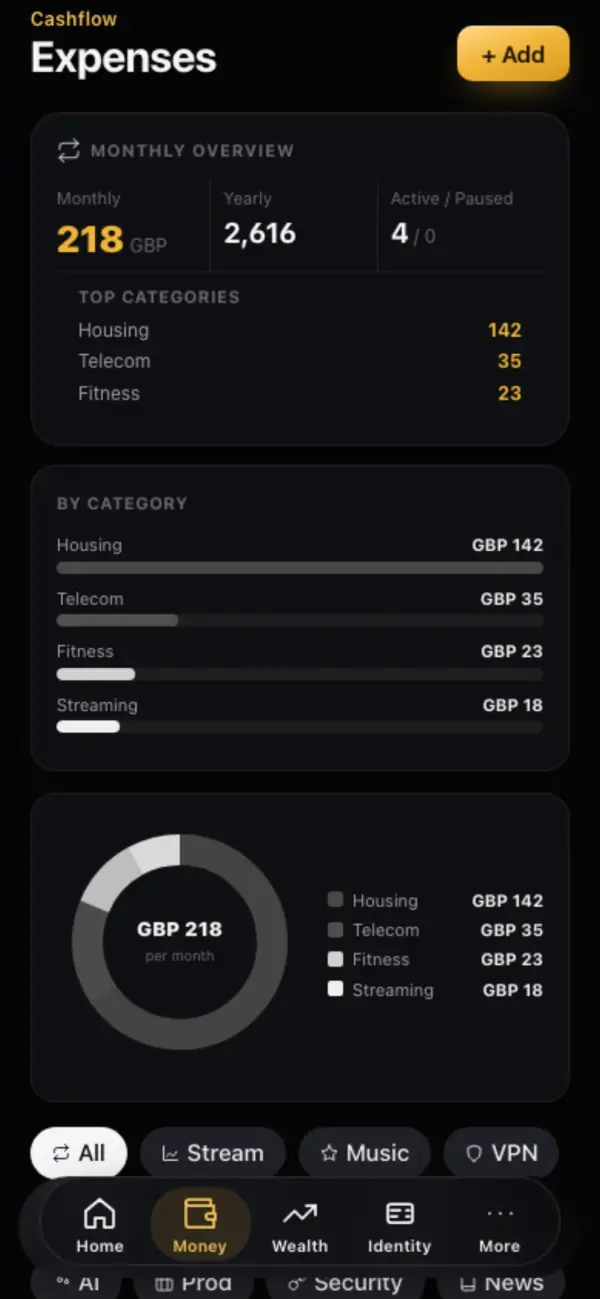 Cashflow
Expenses
+ Add
MONTHLY OVERVIEW
Monthly Yearly Active / Paused
218 GBP 2,616 4 / 0
TOP CATEGORIES
Housing 142
Telecom 35
Fitness 23
BY CATEGORY
Housing GBP 142
Telecom GBP 35
Fitness GBP 23
Streaming GBP 18
GBP 218
per month
Housing GBP 142
Telecom GBP 35
Fitness GBP 23
Streaming GBP 18
All Stream Music VPN
Home Money Wealth Identity More
AI Prod Security News